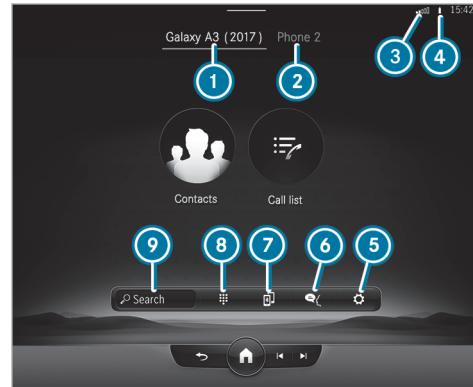 15:42
Galaxy A3 (2017) Phone 2
3 4
1 2
Contacts Call list
9 8 7 6 5
Search